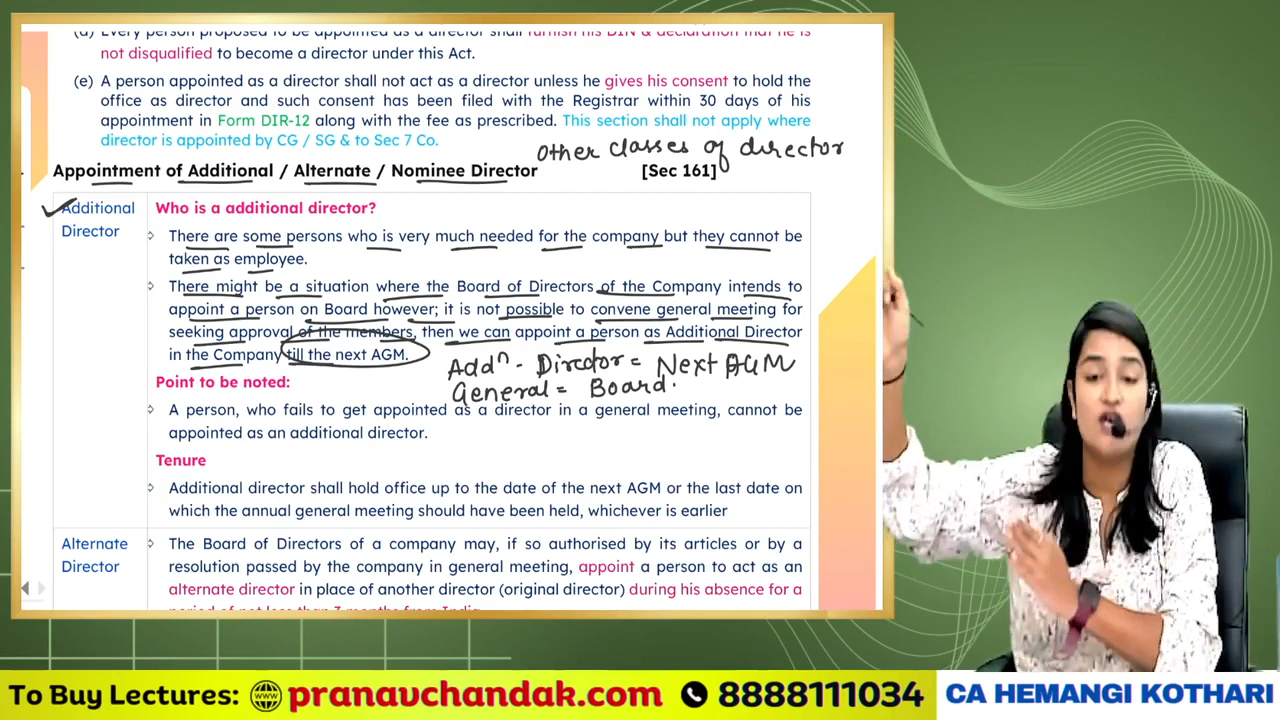 (d) Every person proposed to be appointed as a director shall furnish his DIN & declaration that he is
not disqualified to become a director under this Act.
(e) A person appointed as a director shall not act as a director unless he gives his consent to hold the
office as director and such consent has been filed with the Registrar within 30 days of his
appointment in Form DIR-12 along with the fee as prescribed. This section shall not apply where
director is appointed by CG / SG & to Sec 7 Co.
Other classes of director
Appointment of Additional / Alternate / Nominee Director [Sec 161]
Additional
Director
Who is a additional director?
There are some persons who is very much needed for the company but they cannot be
taken as employee.
There might be a situation where the Board of Directors of the Company intends to
appoint a person on Board however; it is not possible to convene general meeting for
seeking approval of the members, then we can appoint a person as Additional Director
in the Company till the next AGM.
Addn - Director = Next AGM
General = Board.
Point to be noted:
A person, who fails to get appointed as a director in a general meeting, cannot be
appointed as an additional director.
Tenure
Additional director shall hold office up to the date of the next AGM or the last date on
which the annual general meeting should have been held, whichever is earlier
Alternate
Director
The Board of Directors of a company may, if so authorised by its articles or by a
resolution passed by the company in general meeting, appoint a person to act as an
alternate director in place of another director (original director) during his absence for a
period of not less than 3 months from India
To Buy Lectures: pranavchandak.com 8888111034 CA HEMANGI KOTHARI